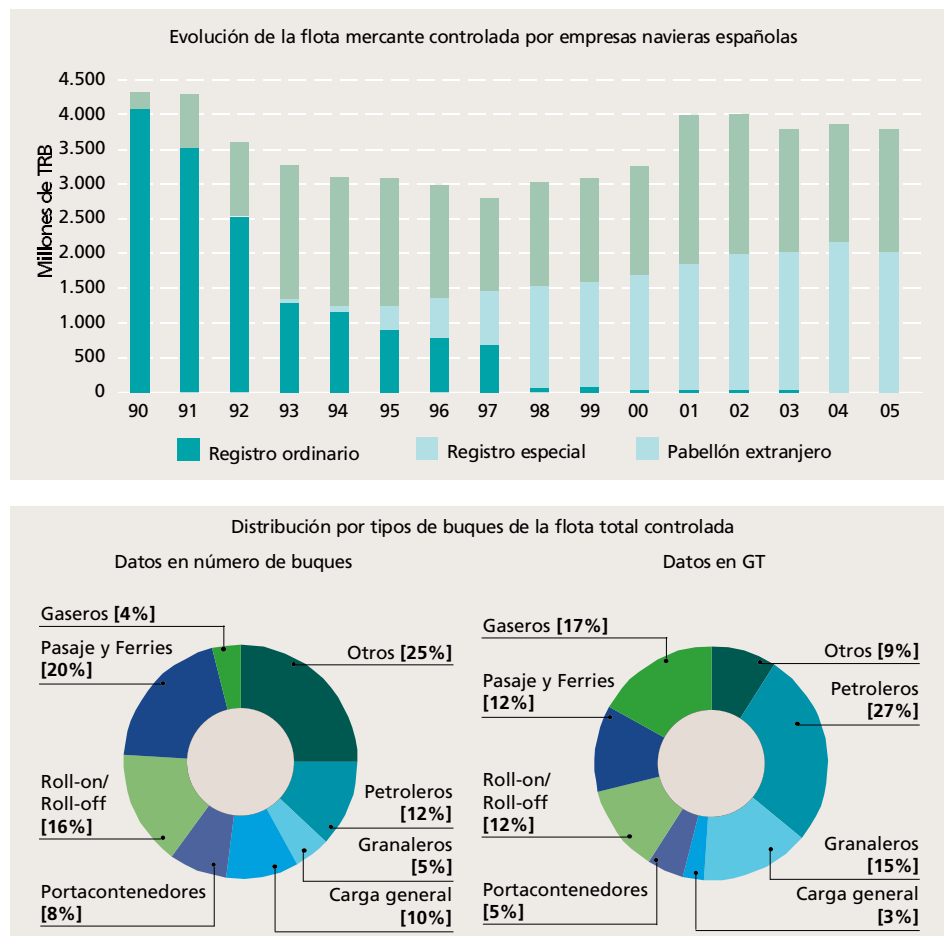 Evolución de la flota mercante controlada por empresas navieras españolas
Millones de TRB
4.500
4.000
3.500
3.000
2.500
2.000
1.500
1.000
500
0
90 91 92 93 94 95 96 97 98 99 00 01 02 03 04 05
Registro ordinario Registro especial Pabellón extranjero
Distribución por tipos de buques de la flota total controlada
Datos en número de buques
Gaseros [4%]
Pasaje y Ferries
[20%]
Otros [25%]
Roll-on/
Roll-off
[16%]
Petroleros
[12%]
Granaleros
[5%]
Portacontenedores
[8%]
Carga general
[10%]
Datos en GT
Gaseros [17%]
Otros [9%]
Pasaje y Ferries
[12%]
Petroleros
[27%]
Roll-on/
Roll-off
[12%]
Granaleros
[15%]
Portacontenedores
[5%]
Carga general
[3%]